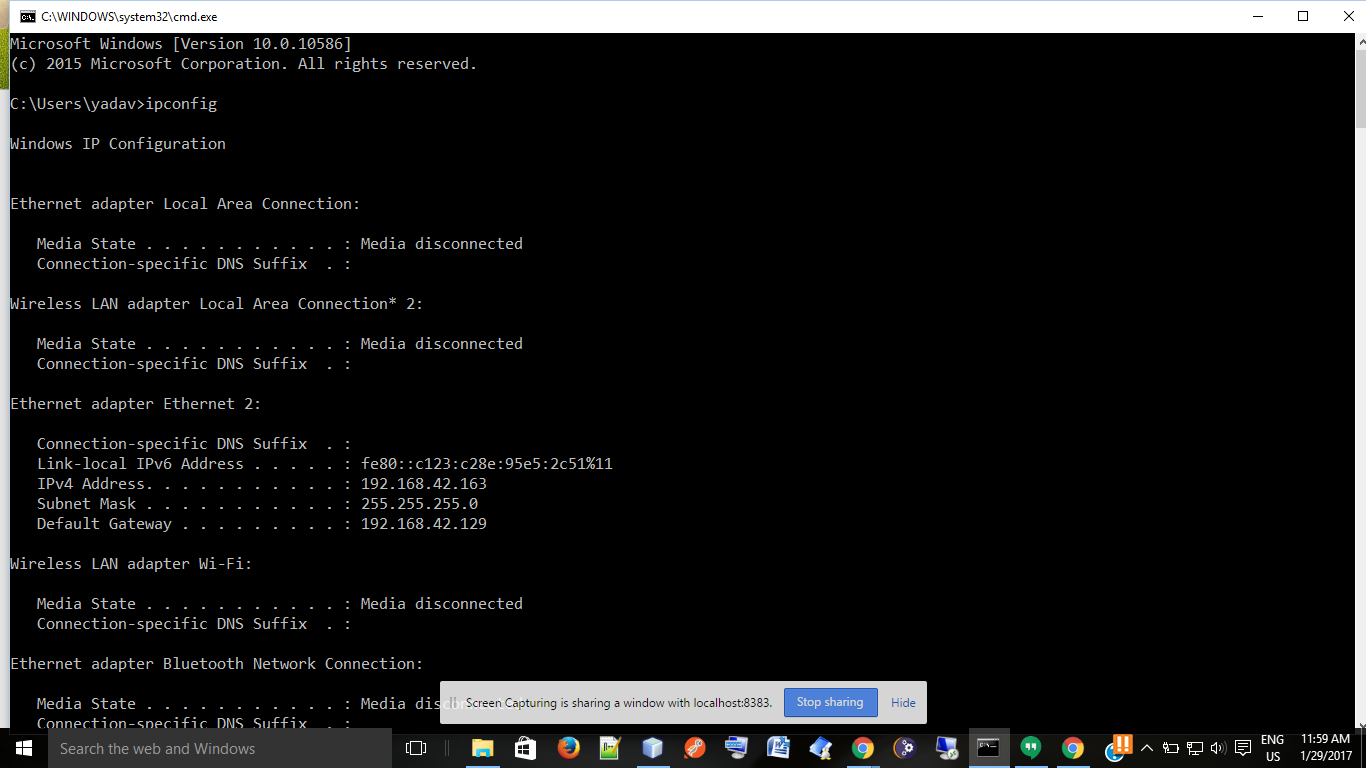 C:\WINDOWS\system32\cmd.exe
Microsoft Windows [Version 10.0.10586]
(c) 2015 Microsoft Corporation. All rights reserved.
C:\Users\yadav>ipconfig
Windows IP Configuration
Ethernet adapter Local Area Connection:
Media State . . . . . . . . . . . : Media disconnected
Connection-specific DNS Suffix  . :
Wireless LAN adapter Local Area Connection* 2:
Media State . . . . . . . . . . . : Media disconnected
Connection-specific DNS Suffix  . :
Ethernet adapter Ethernet 2:
Connection-specific DNS Suffix  . :
Link-local IPv6 Address . . . . . : fe80::c123:c28e:95e5:2c51%11
IPv4 Address. . . . . . . . . . . : 192.168.42.163
Subnet Mask . . . . . . . . . . . : 255.255.255.0
Default Gateway . . . . . . . . . : 192.168.42.129
Wireless LAN adapter Wi-Fi:
Media State . . . . . . . . . . . : Media disconnected
Connection-specific DNS Suffix  . :
Ethernet adapter Bluetooth Network Connection:
Media State . . . . . . . . . . . : Media
Screen Capturing is sharing a window with localhost:8383. Stop sharing Hide
Connection-specific DNS Suffix  . :
Search the web and Windows
ENG
US
11:59 AM
1/29/2017